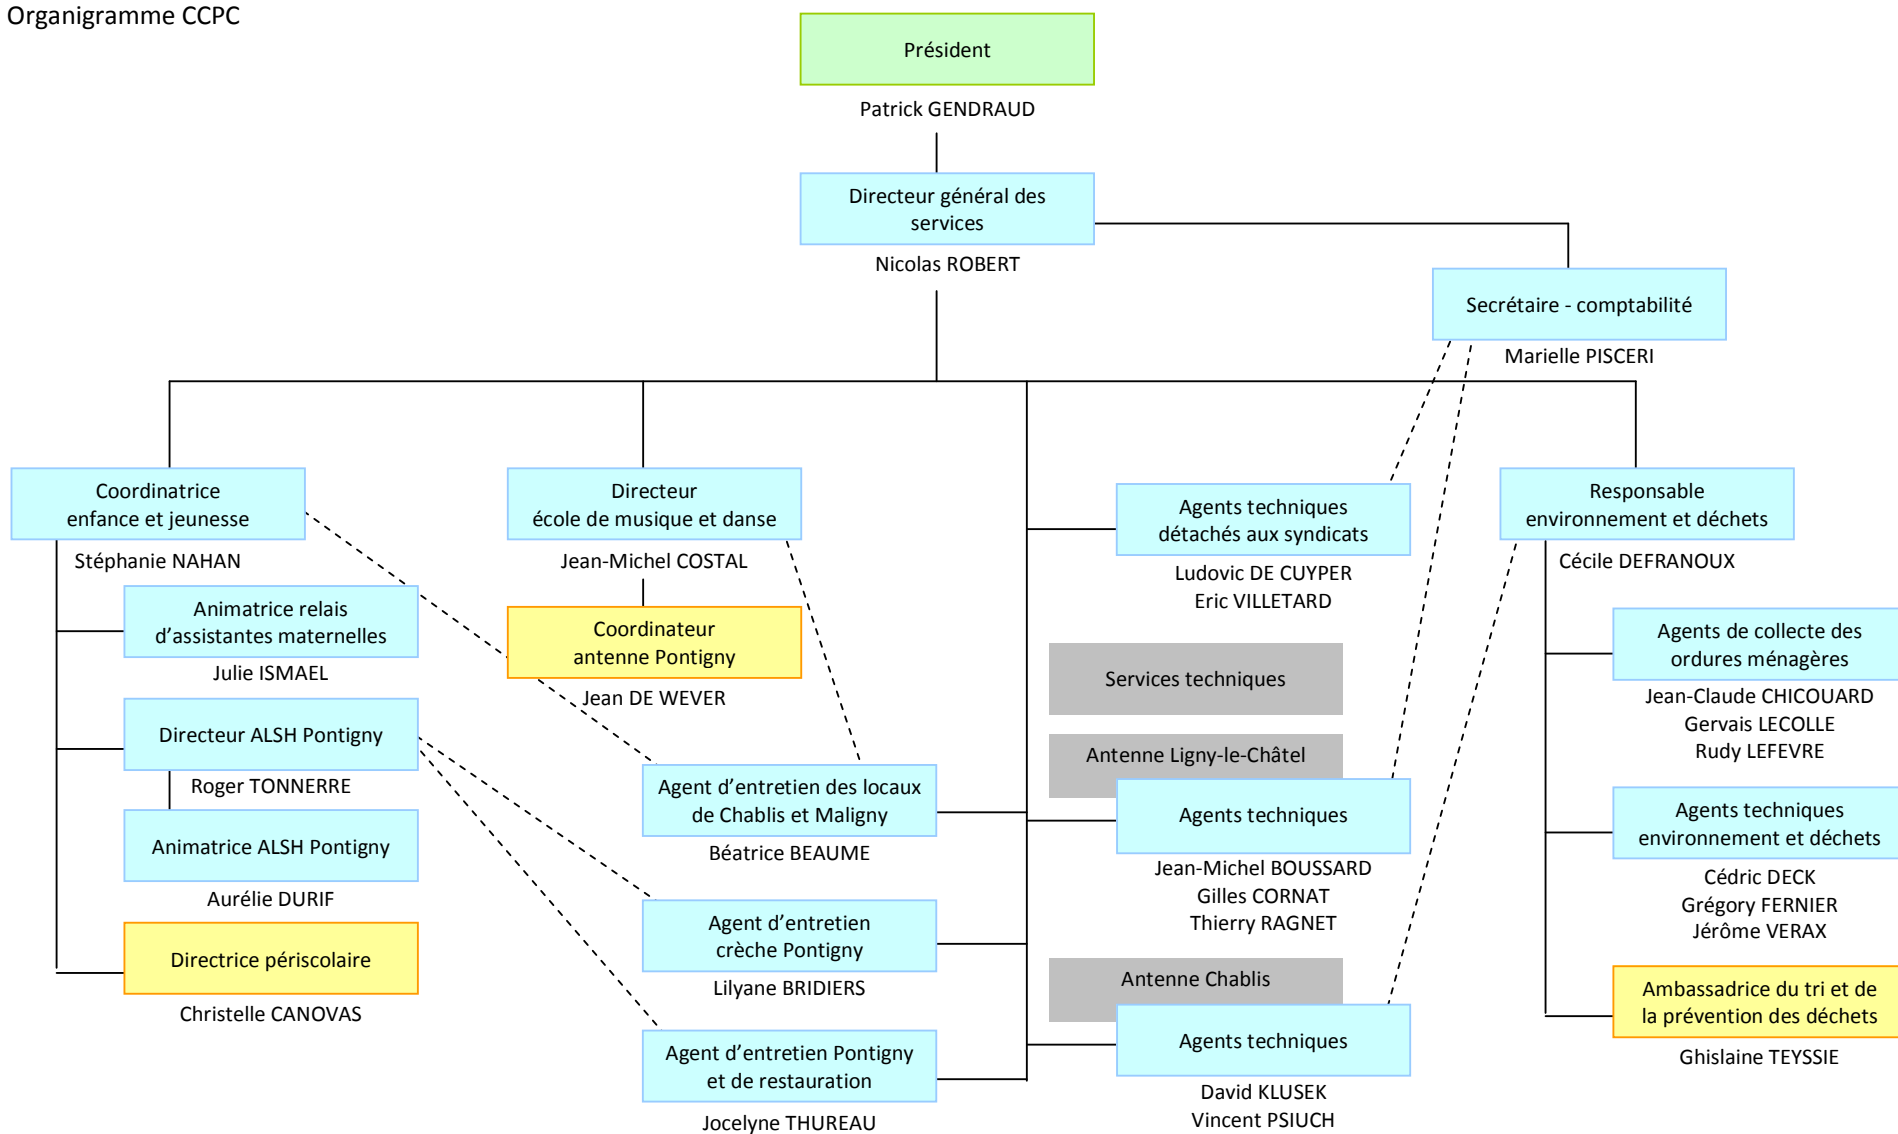 Organigramme CCPC
Président
Patrick GENDRAUD
Directeur général des
services
Nicolas ROBERT
Secrétaire - comptabilité
Marielle PISCERI
Coordinatrice
enfance et jeunesse
Stéphanie NAHAN
Animatrice relais
d’assistantes maternelles
Julie ISMAEL
Directeur ALSH Pontigny
Roger TONNERRE
Animatrice ALSH Pontigny
Aurélie DURIF
Directrice périscolaire
Christelle CANOVAS
Directeur
école de musique et danse
Jean-Michel COSTAL
Coordinateur
antenne Pontigny
Jean DE WEVER
Agent d’entretien des locaux
de Chablis et Maligny
Béatrice BEAUME
Agent d’entretien
crèche Pontigny
Lilyane BRIDIERS
Agent d’entretien Pontigny
et de restauration
Jocelyne THUREAU
Agents techniques
détachés aux syndicats
Ludovic DE CUYPER
Eric VILLETARD
Services techniques
Antenne Ligny-le-Châtel
Agents techniques
Jean-Michel BOUSSARD
Gilles CORNAT
Thierry RAGNET
Antenne Chablis
Agents techniques
David KLUSEK
Vincent PSIUCH
Responsable
environnement et déchets
Cécile DEFRANOUX
Agents de collecte des
ordures ménagères
Jean-Claude CHICOUARD
Gervais LECOLLE
Rudy LEFEVRE
Agents techniques
environnement et déchets
Cédric DECK
Grégory FERNIER
Jérôme VERAX
Ambassadrice du tri et de
la prévention des déchets
Ghislaine TEYSSIE